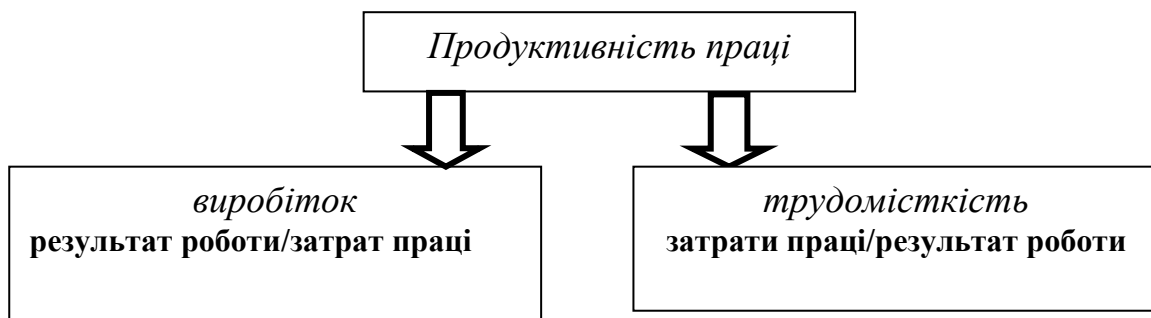 Продуктивність праці
виробіток
результат роботи/затрат праці
трудомісткість
затрати праці/результат роботи